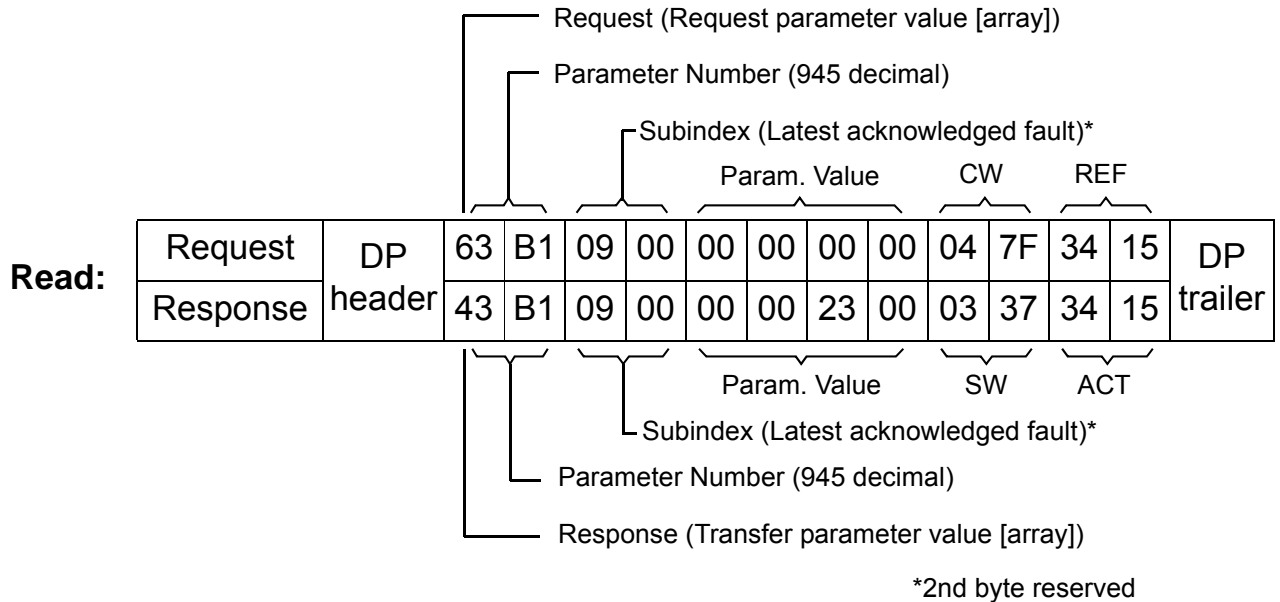 Request (Request parameter value [array])
Parameter Number (945 decimal)
Subindex (Latest acknowledged fault)*
Param. Value CW REF
Read:
Request DP header 63 B1 09 00 00 00 00 00 04 7F 34 15 DP trailer
Response 43 B1 09 00 00 00 23 00 03 37 34 15
Param. Value SW ACT
Subindex (Latest acknowledged fault)*
Parameter Number (945 decimal)
Response (Transfer parameter value [array])
*2nd byte reserved